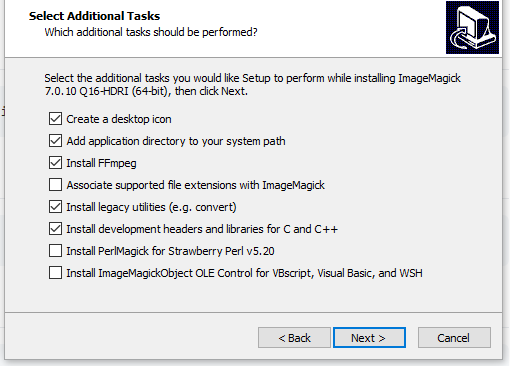 Select Additional Tasks
Which additional tasks should be performed?
Select the additional tasks you would like Setup to perform while installing ImageMagick
7.0.10 Q16-HDRI (64-bit), then click Next.
Create a desktop icon
Add application directory to your system path
Install FFmpeg
Associate supported file extensions with ImageMagick
Install legacy utilities (e.g. convert)
Install development headers and libraries for C and C++
Install PerlMagick for Strawberry Perl v5.20
Install ImageMagickObject OLE Control for VBscript, Visual Basic, and WSH
< Back
Next >
Cancel